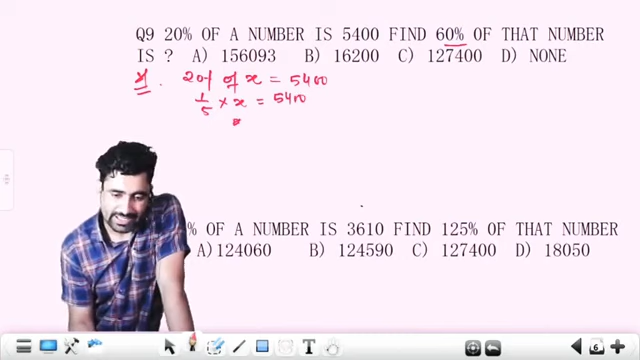 Q9 20% OF A NUMBER IS 5400 FIND 60% OF THAT NUMBER
IS ? A) 156093 B) 16200 C) 127400 D) NONE
20% of x = 5400
1/5 × x = 5400
% OF A NUMBER IS 3610 FIND 125% OF THAT NUMBER
A)124060 B) 124590 C) 127400 D) 18050
T
6